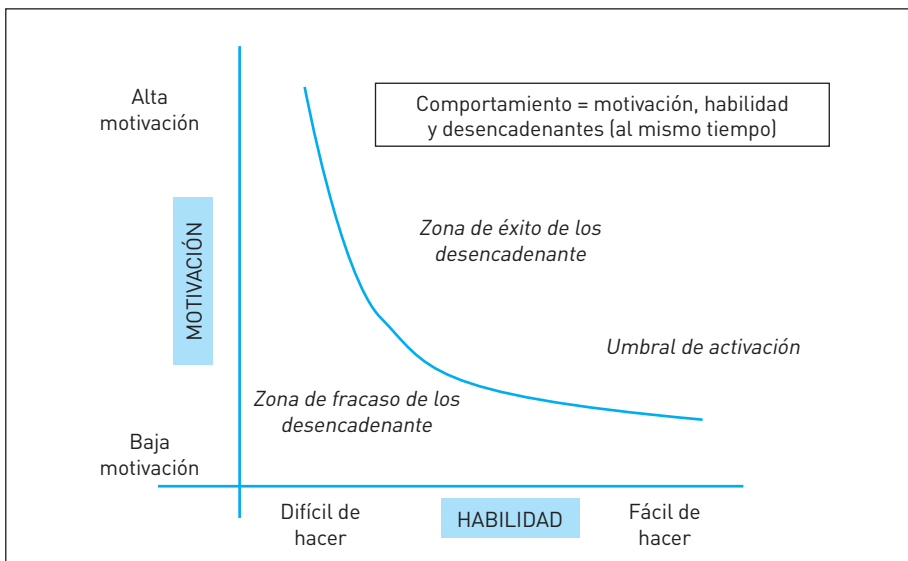 Alta
motivación
Comportamiento = motivación, habilidad
y desencadenantes (al mismo tiempo)
MOTIVACIÓN
Zona de éxito de los
desencadenante
Umbral de activación
Zona de fracaso de los
desencadenante
Baja
motivación
Difícil de
hacer
HABILIDAD
Fácil de
hacer